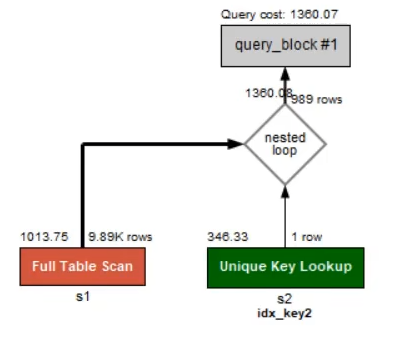 Query cost: 1360.07
query_block #1
1360.08
989 rows
nested
loop
1013.75
9.89K rows
346.33
1 row
Full Table Scan
Unique Key Lookup
s1
s2
idx_key2